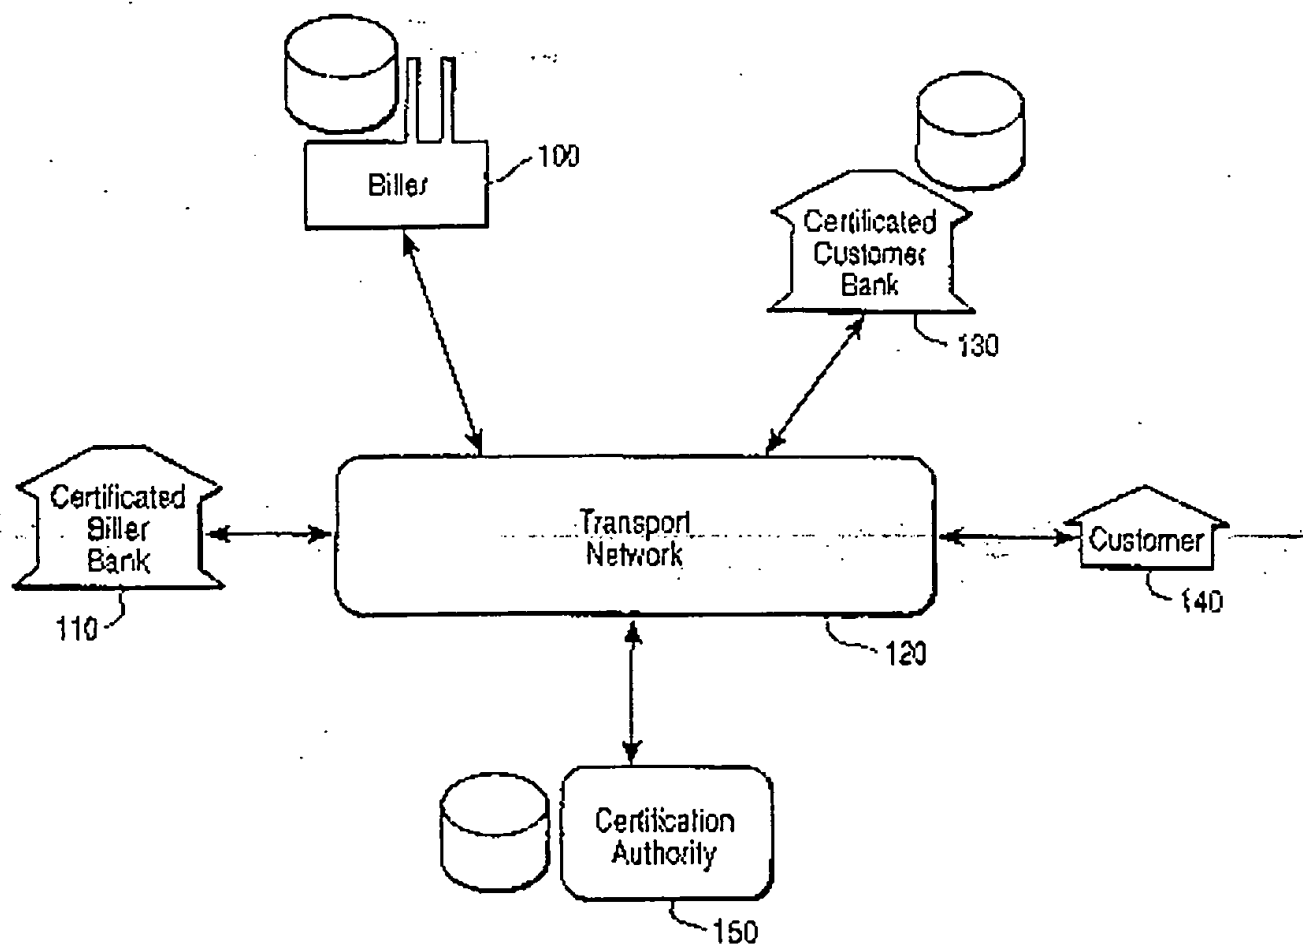 Biller
100
Certificated
Customer
Bank
130
Certificated
Biller
Bank
110
Transport
Network
120
Customer
140
Certification
Authority
150